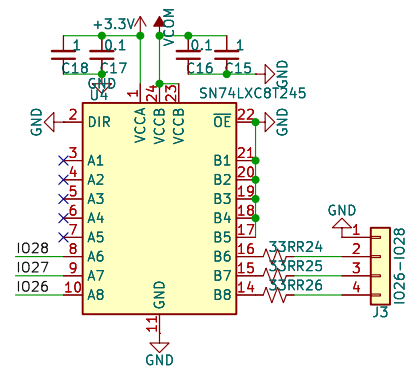 +3.3V
VCOM
1
0.1
0.1
1
C18
C17
C16
C15
GND
GND
U4
SN74LXC8T245
1
24
23
VCCA
VCCB
VCCB
GND
2
DIR
OE
22
GND
3
A1
B1
21
4
A2
B2
20
5
A3
B3
19
6
A4
B4
18
7
A5
B5
17
IO28
8
A6
B6
16
33R
R24
IO27
9
A7
B7
15
33R
R25
IO26
10
A8
B8
14
33R
R26
GND
11
GND
GND
1
2
3
4
J3
IO26-IO28